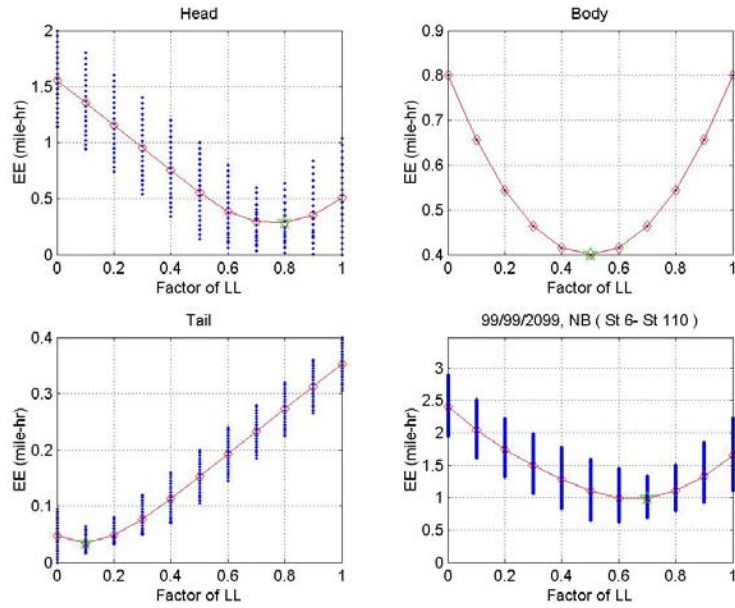 Head
2
1.5
1
0.5
0
EE (mile-hr)
0 0.2 0.4 0.6 0.8 1
Factor of LL
Body
0.9
0.8
0.7
0.6
0.5
0.4
EE (mile-hr)
0 0.2 0.4 0.6 0.8 1
Factor of LL
Tail
0.4
0.3
0.2
0.1
0
EE (mile-hr)
0 0.2 0.4 0.6 0.8 1
Factor of LL
99/99/2099, NB ( St 6- St 110 )
3
2.5
2
1.5
1
0.5
0
EE (mile-hr)
0 0.2 0.4 0.6 0.8 1
Factor of LL